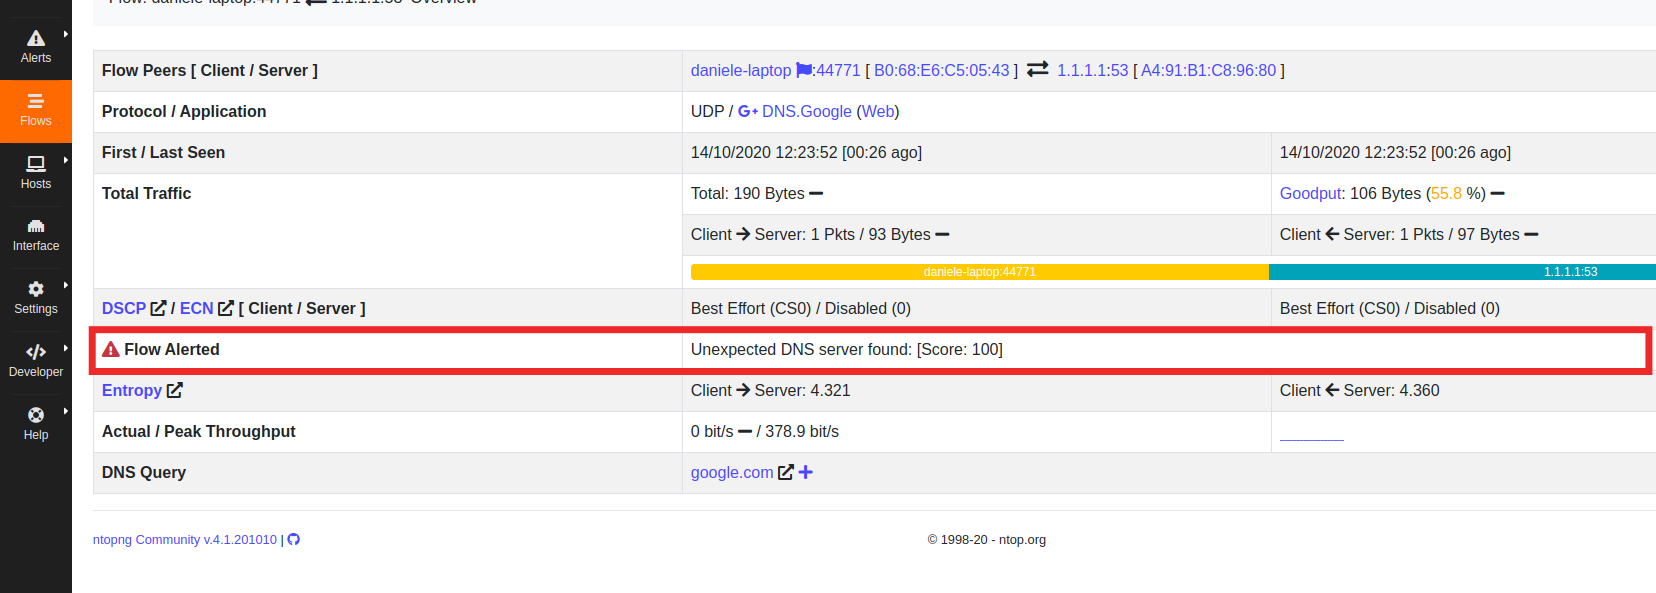 Flow: daniele-laptop:44771 1.1.1.1:53 Overview
Alerts
Flows
Hosts
Interface
Settings
Developer
Help
Flow Peers [ Client / Server ] daniele-laptop :44771 [ B0:68:E6:C5:05:43 ] 1.1.1.1:53 [ A4:91:B1:C8:96:80 ]
Protocol / Application UDP / G+ DNS.Google (Web)
First / Last Seen 14/10/2020 12:23:52 [00:26 ago] 14/10/2020 12:23:52 [00:26 ago]
Total Traffic Total: 190 Bytes — Goodput: 106 Bytes (55.8 %) —
Client → Server: 1 Pkts / 93 Bytes — Client ← Server: 1 Pkts / 97 Bytes —
daniele-laptop:44771 1.1.1.1:53
DSCP / ECN [ Client / Server ] Best Effort (CS0) / Disabled (0) Best Effort (CS0) / Disabled (0)
Flow Alerted Unexpected DNS server found: [Score: 100]
Entropy Client → Server: 4.321 Client ← Server: 4.360
Actual / Peak Throughput 0 bit/s — / 378.9 bit/s
DNS Query google.com +
ntopng Community v.4.1.201010 | © 1998-20 - ntop.org